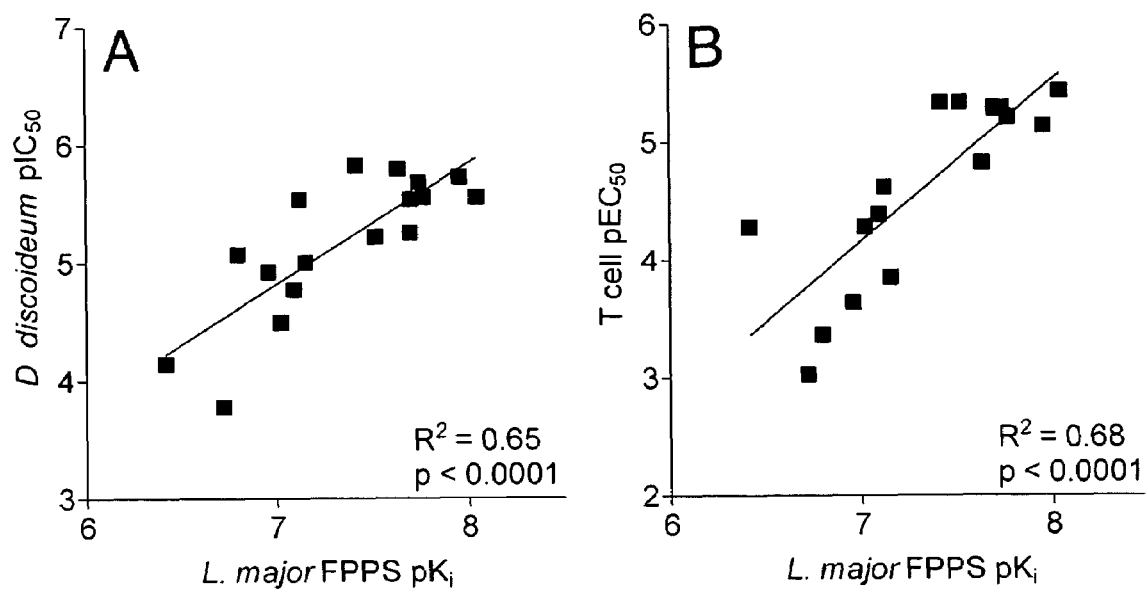 A
D discoideum pIC₅₀
7
6
5
4
3
6
7
8
R² = 0.65
p < 0.0001
L. major FPPS pKᵢ
B
T cell pEC₅₀
6
5
4
3
2
6
7
8
R² = 0.68
p < 0.0001
L. major FPPS pKᵢ